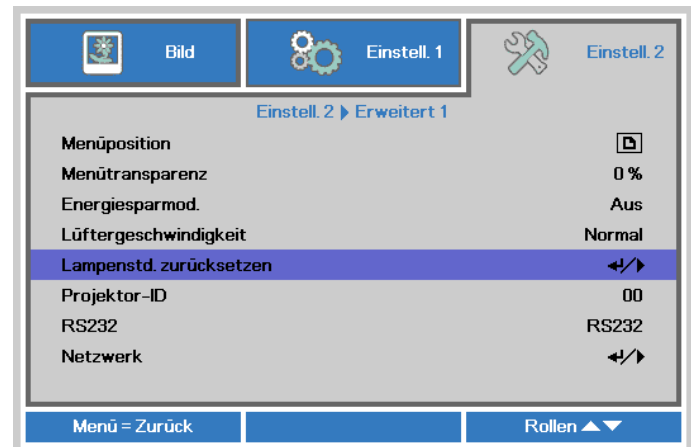 Bild
Einstell. 1
Einstell. 2
Einstell. 2 ▶ Erweitert 1
Menüposition
Menütransparenz 0 %
Energiesparmod. Aus
Lüftergeschwindigkeit Normal
Lampenstd. zurücksetzen ↵/▶
Projektor-ID 00
RS232 RS232
Netzwerk ↵/▶
Menü = Zurück
Rollen ▲▼